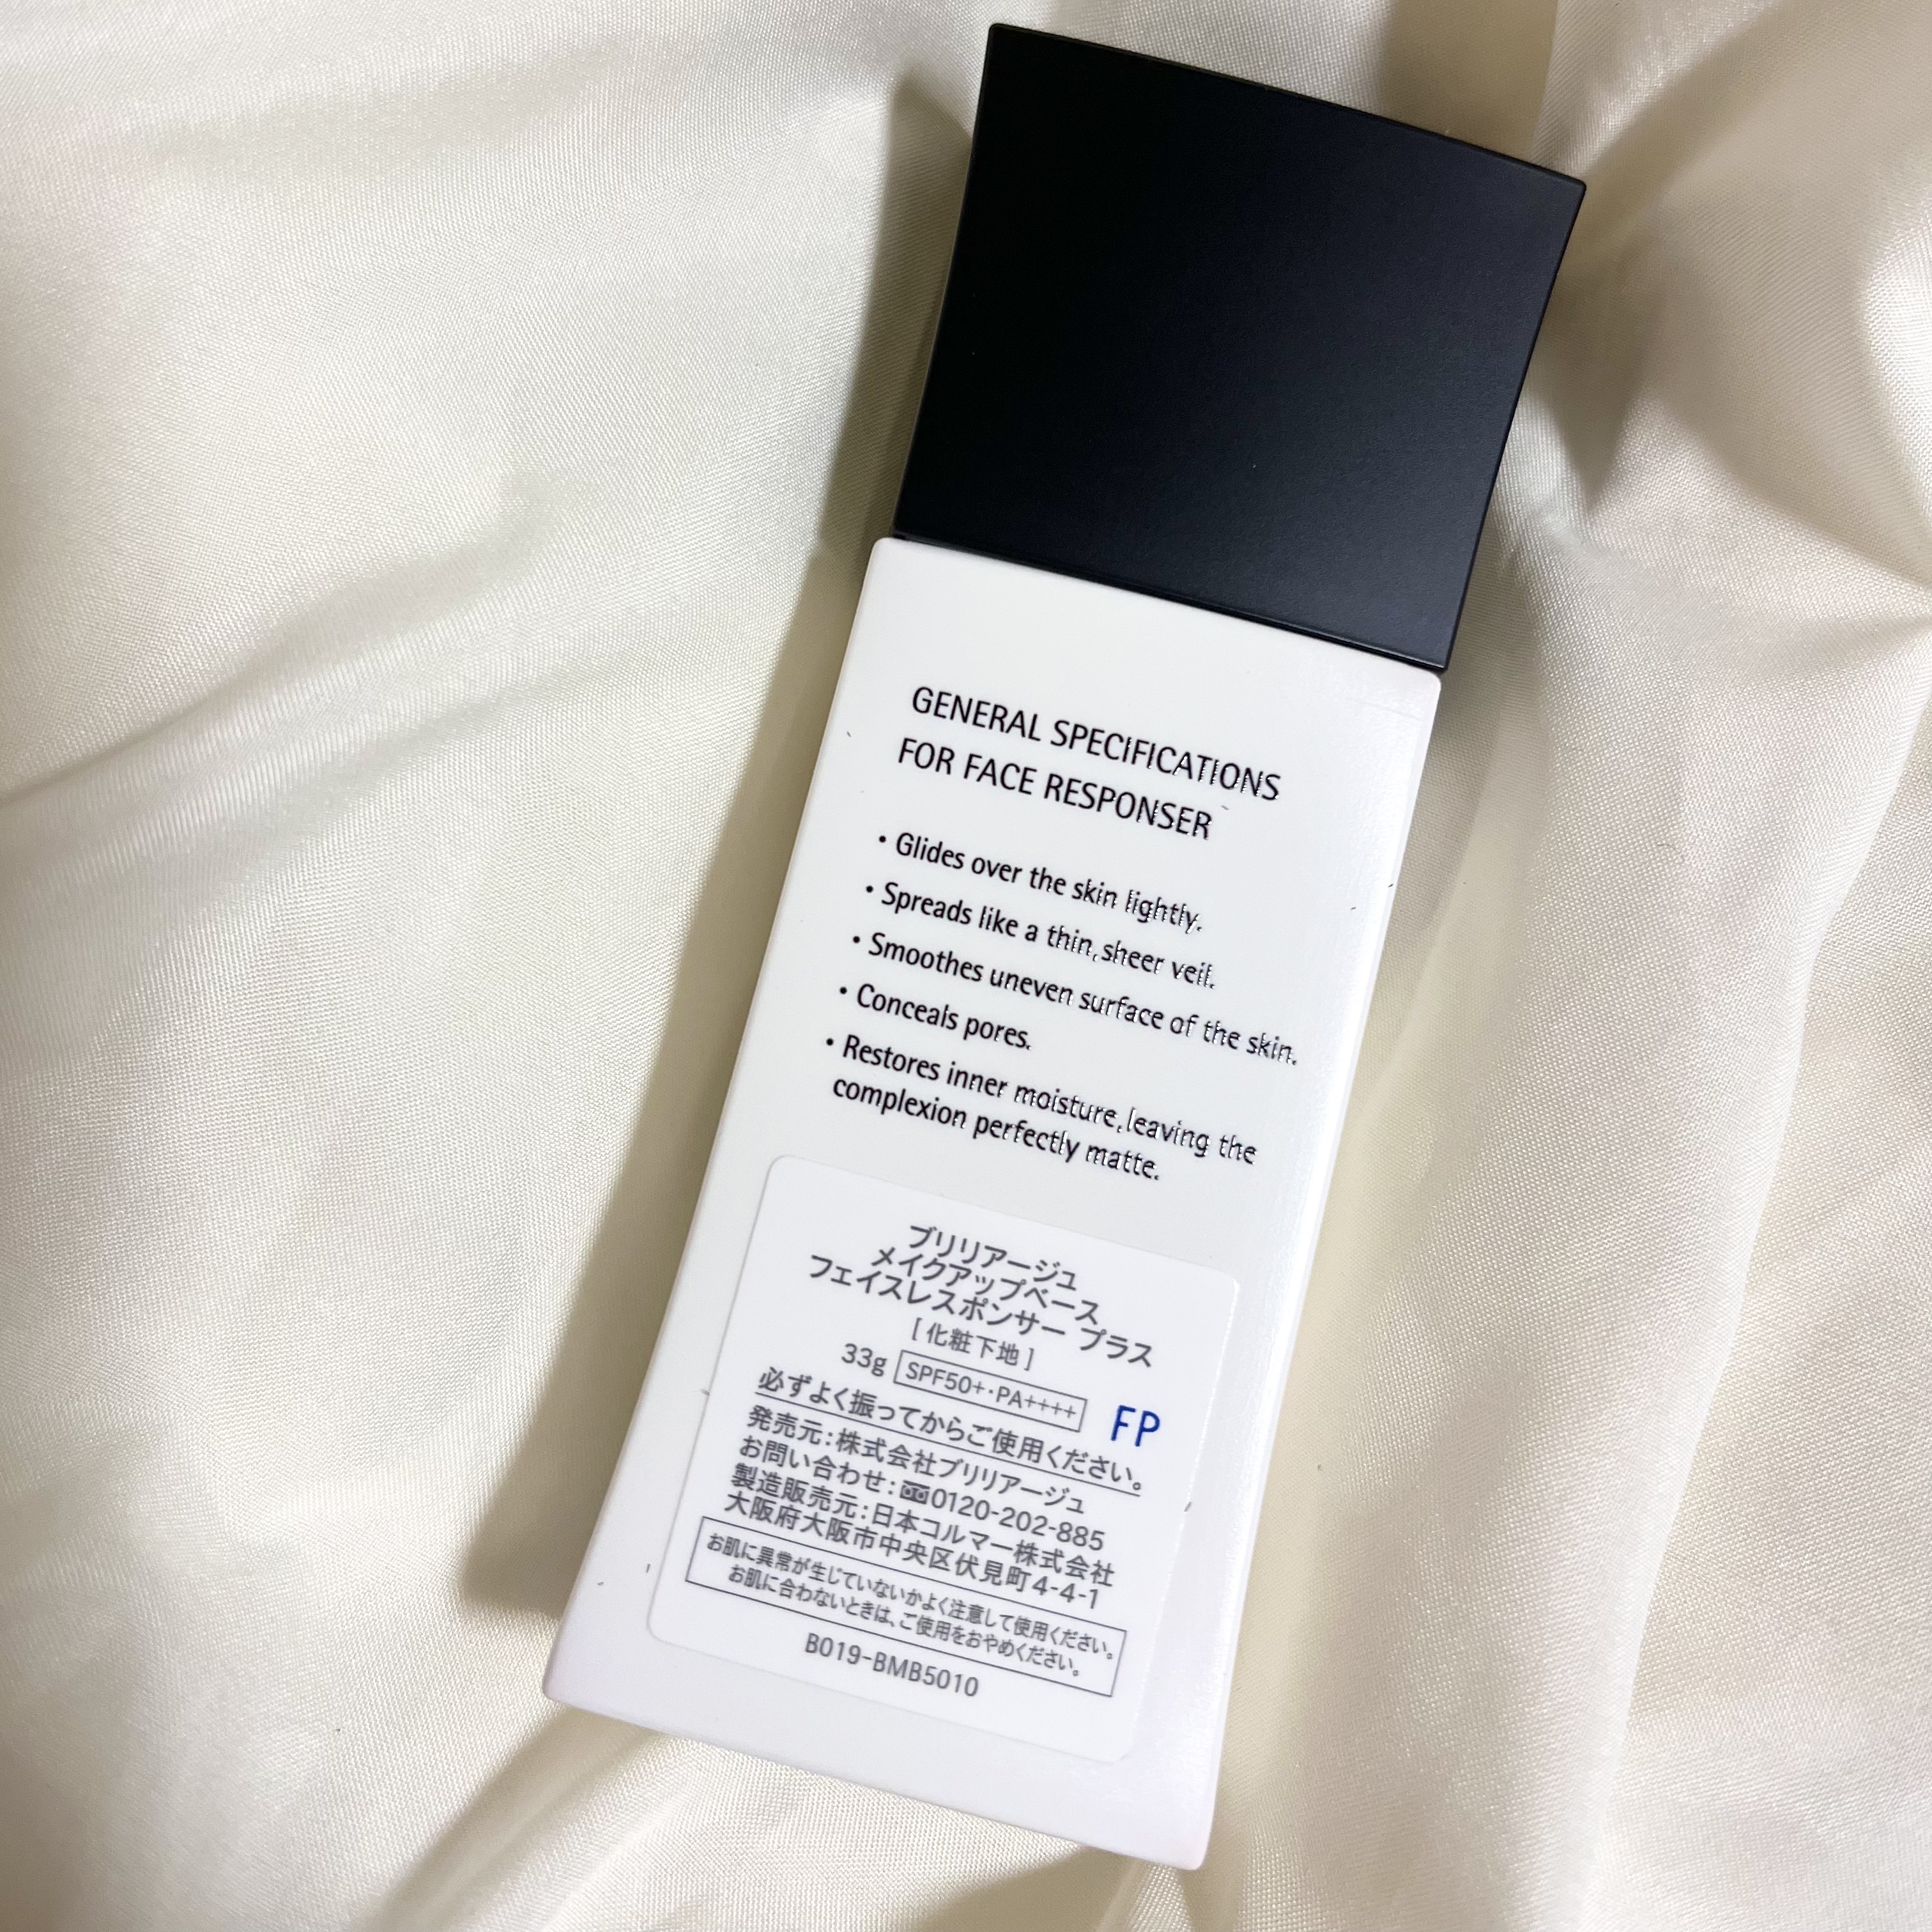 GENERAL SPECIFICATIONS
FOR FACE RESPONSER
・Glides over the skin lightly.
・Spreads like a thin,sheer veil.
・Smoothes uneven surface of the skin.
・Conceals pores.
・Restores inner moisture,leaving the
complexion perfectly matte.
ブリリアージュ
メイクアップベース
フェイスレスポンサー プラス
[化粧下地]
33g SPF50+・PA++++ FP
必ずよく振ってからご使用ください。
発売元:株式会社ブリリアージュ
お問い合わせ:0120-202-885
製造販売元:日本コルマー株式会社
大阪府大阪市中央区伏見町4-4-1
お肌に異常が生じていないかよく注意して使用ください。
お肌に合わないときは、ご使用をおやめください。
B019-BMB5010